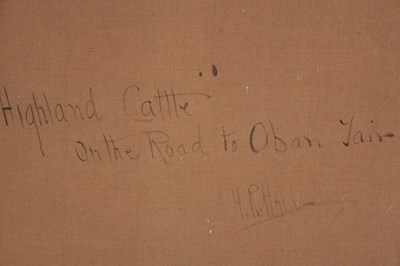 Highland Cattle"
on the Road to Oban Fair